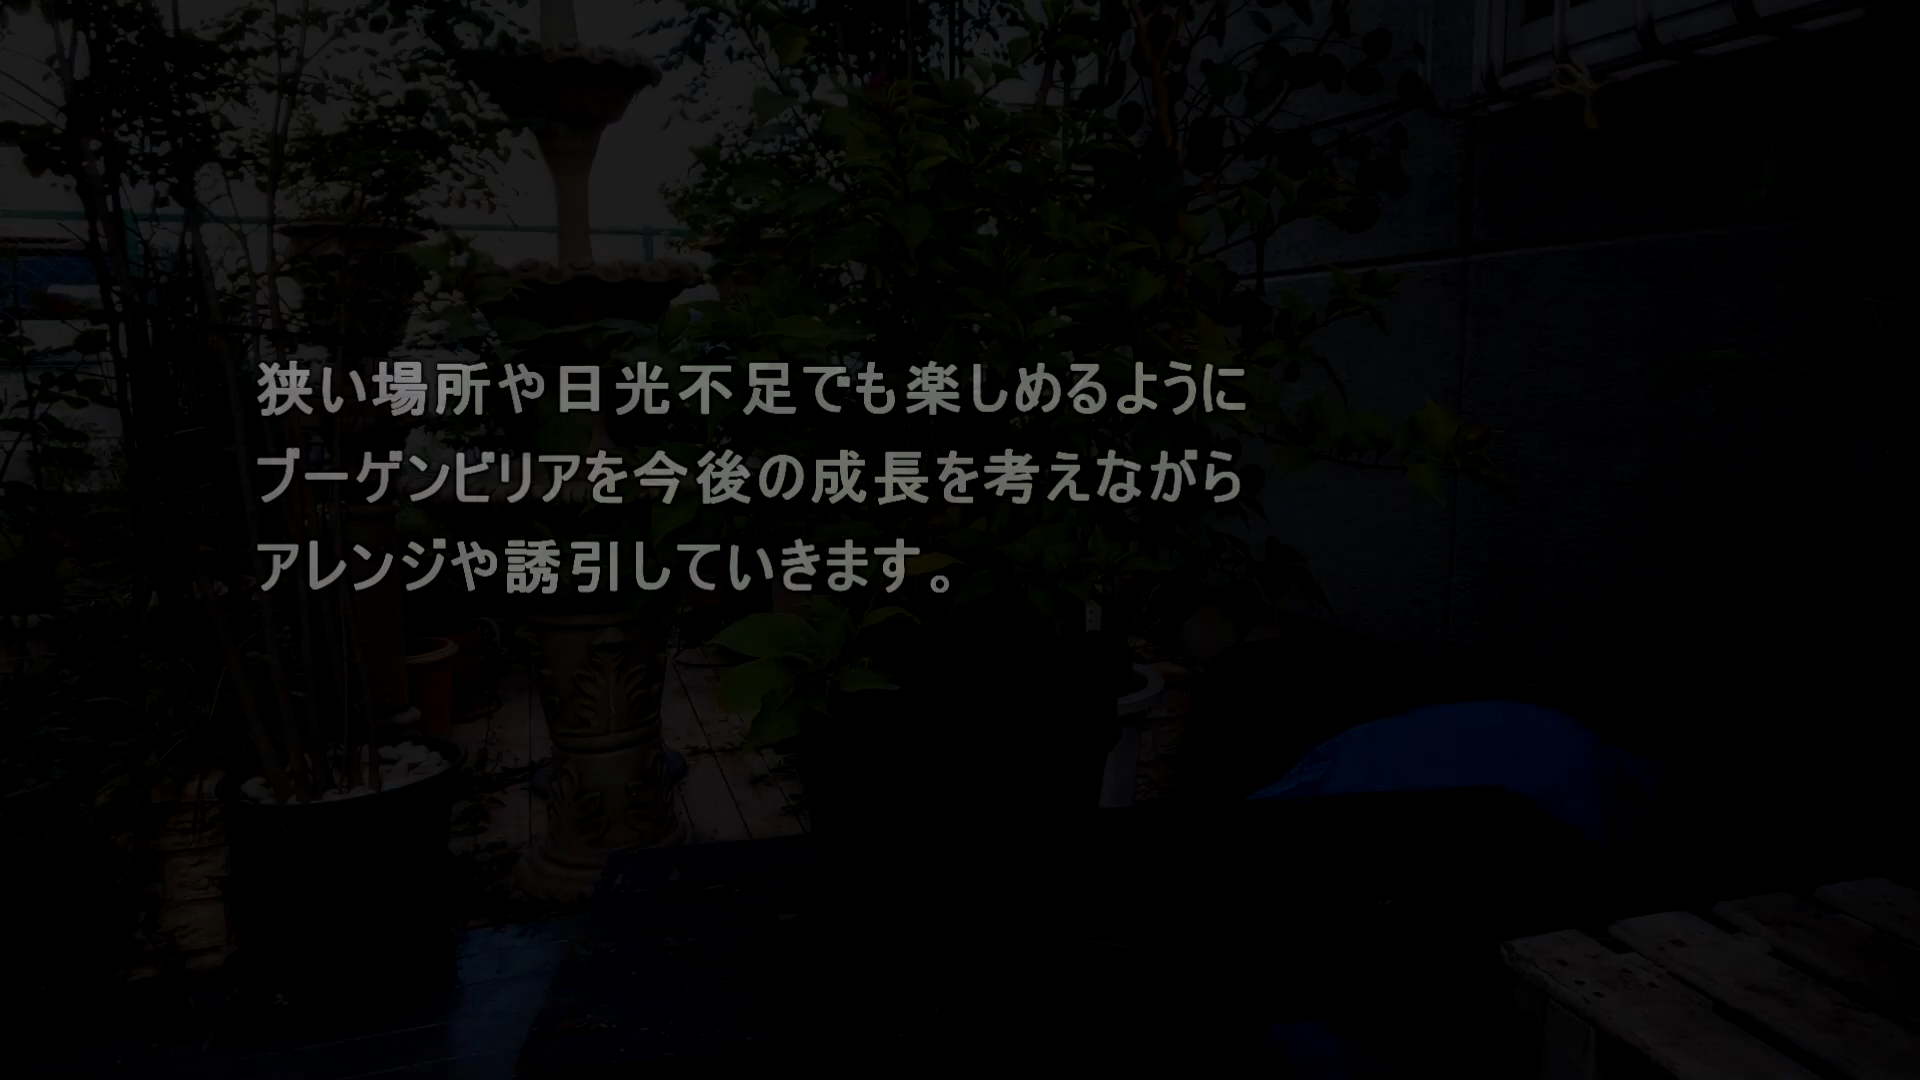 狭い場所や日光不足でも楽しめるように
ブーゲンビリアを今後の成長を考えながら
アレンジや誘引していきます。